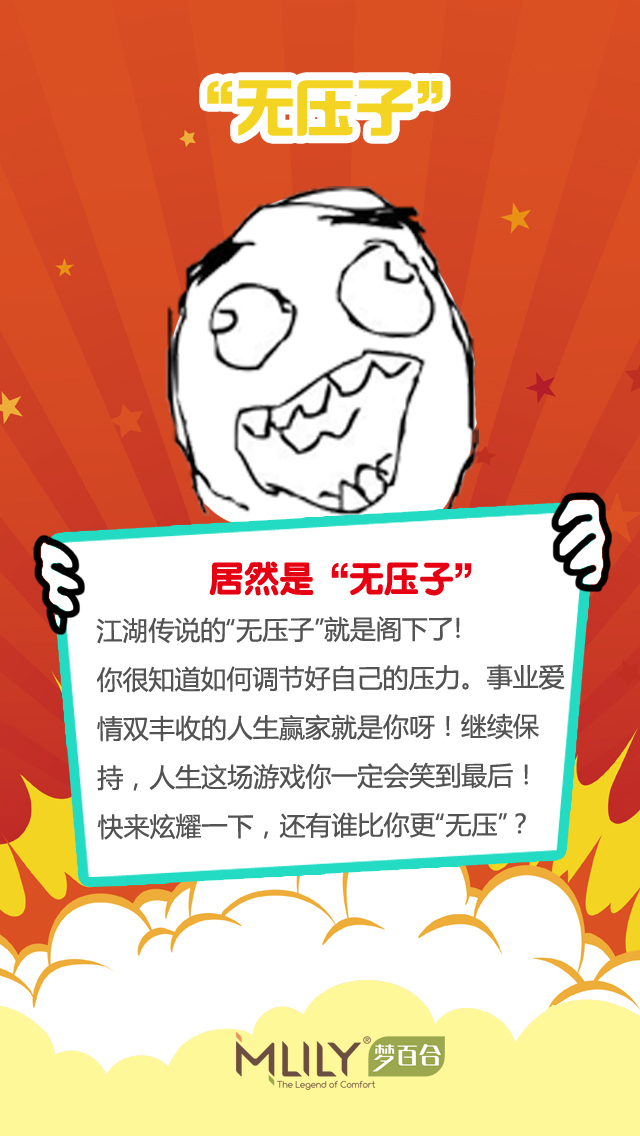 “无压子”
居然是“无压子”
江湖传说的“无压子”就是阁下了!
你很知道如何调节好自己的压力。事业爱
情双丰收的人生赢家就是你呀！继续保
持，人生这场游戏你一定会笑到最后！
快来炫耀一下，还有谁比你更“无压”？
MLILY® 梦百合
The Legend of Comfort